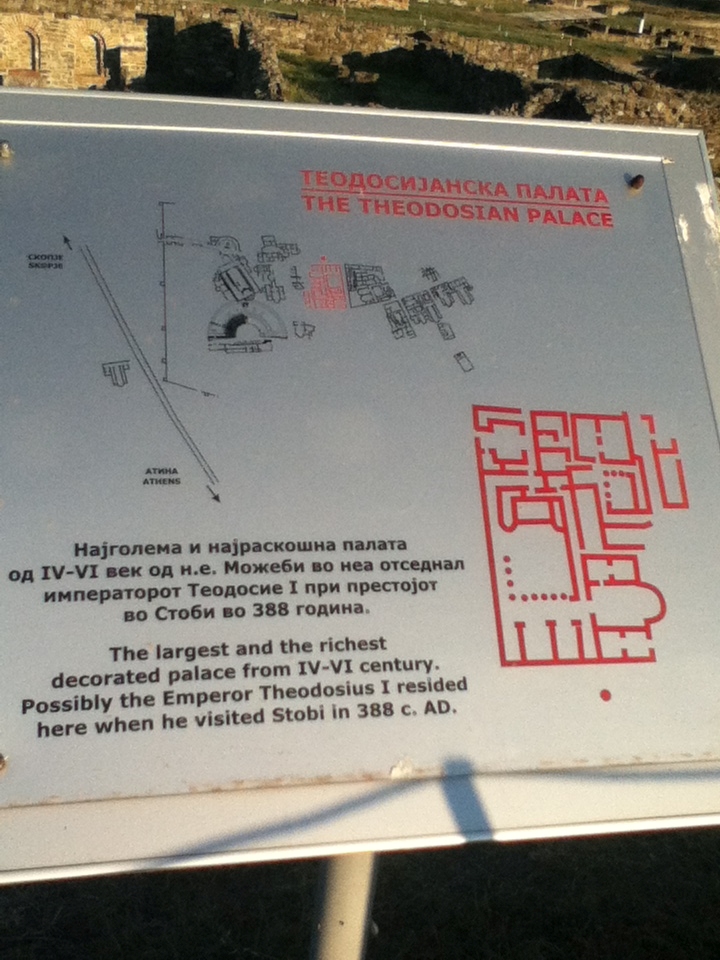 ТЕОДОСИЈАНСКА ПАЛАТА
THE THEODOSIAN PALACE
СКОПЈЕ
SKOPJE
АТИНА
ATHENS
Најголема и најраскошна палата
од IV-VI век од н.е. Можеби во неа отседнал
императорот Теодосие I при престојот
во Стоби во 388 година.
The largest and the richest
decorated palace from IV-VI century.
Possibly the Emperor Theodosius I resided
here when he visited Stobi in 388 c. AD.